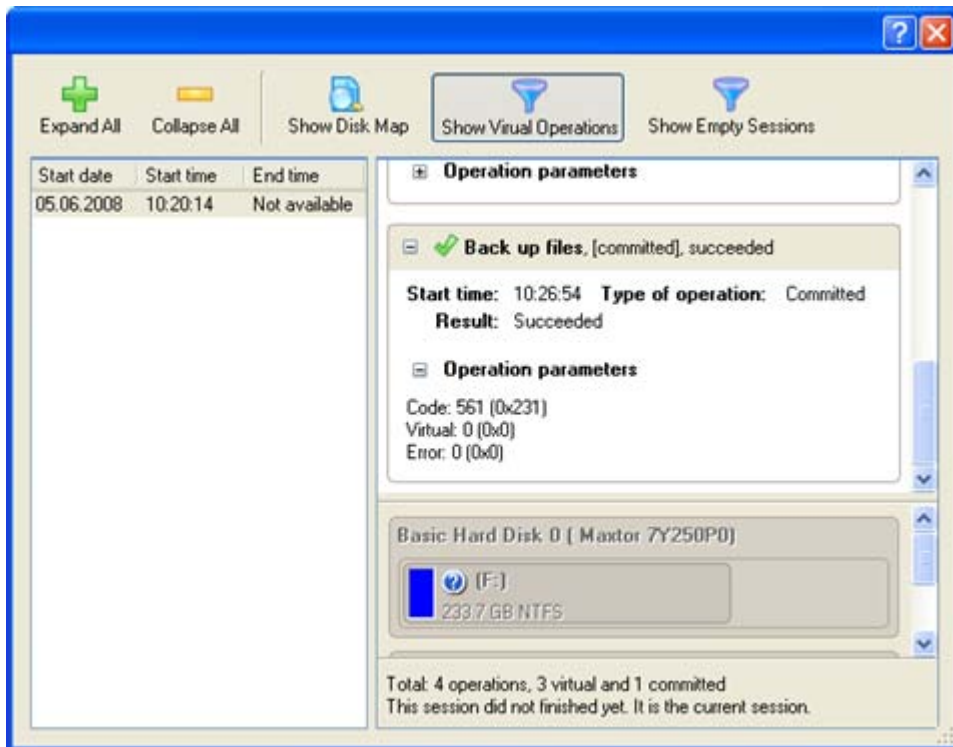 Expand All Collapse All Show Disk Map Show Virual Operations Show Empty Sessions
Start date Start time End time
05.06.2008 10:20:14 Not available
Operation parameters
Back up files, [committed], succeeded
Start time: 10:26:54 Type of operation: Committed
Result: Succeeded
Operation parameters
Code: 561 (0x231)
Virtual: 0 (0x0)
Error: 0 (0x0)
Basic Hard Disk 0 ( Maxtor 7Y250P0)
(F:)
233.7 GB NTFS
Total: 4 operations, 3 virtual and 1 committed
This session did not finished yet. It is the current session.